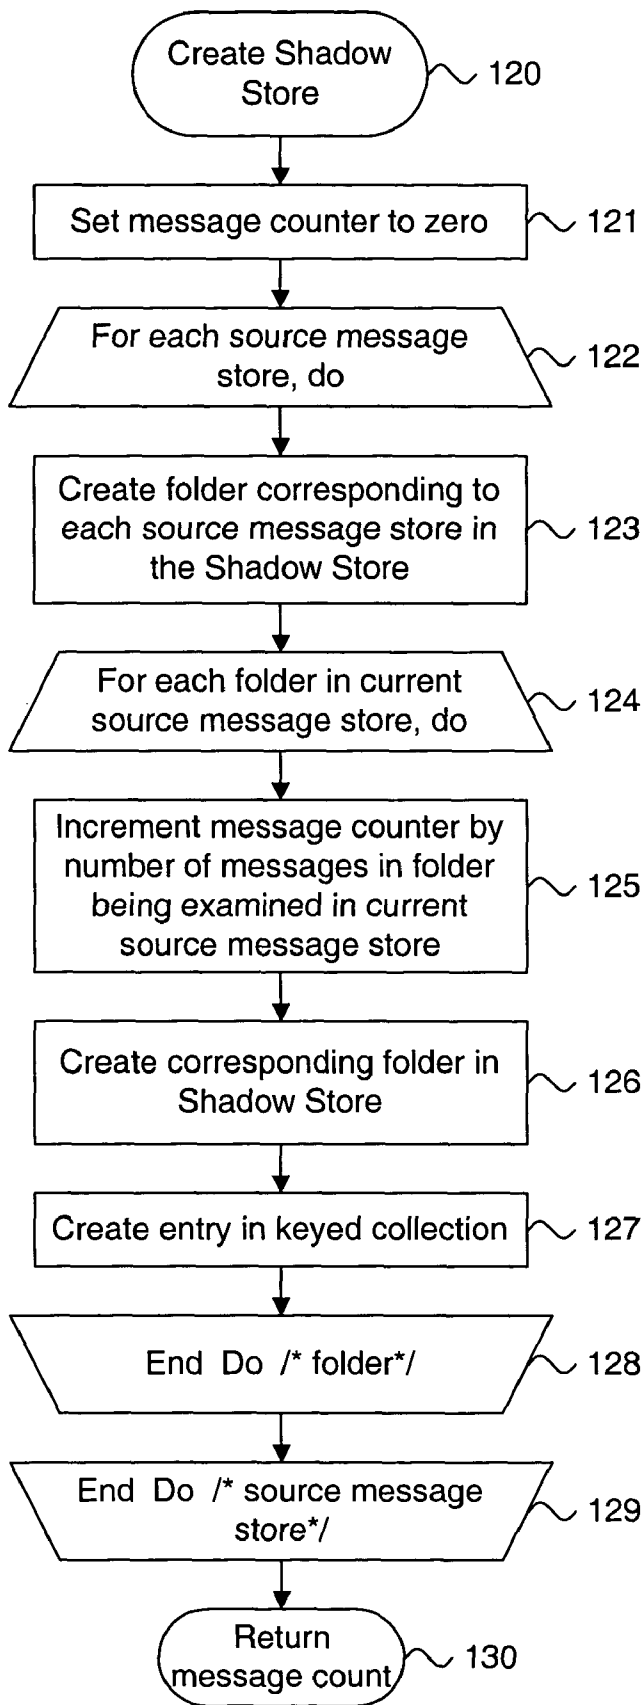 Create Shadow
Store
120
Set message counter to zero
121
For each source message
store, do
122
Create folder corresponding to
each source message store in
the Shadow Store
123
For each folder in current
source message store, do
124
Increment message counter by
number of messages in folder
being examined in current
source message store
125
Create corresponding folder in
Shadow Store
126
Create entry in keyed collection
127
End Do /* folder*/
128
End Do /* source message
store*/
129
Return
message count
130